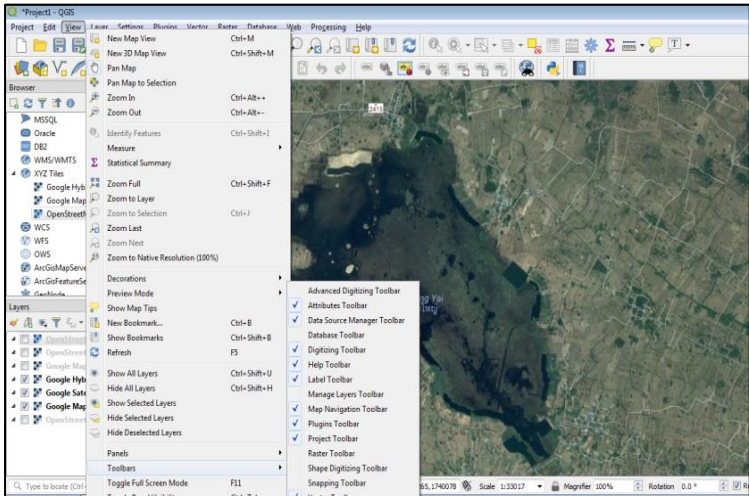 *Project1 - QGIS
Project Edit View Layer Settings Plugins Vector Raster Database Web Processing Help
New Map View Ctrl+M
New 3D Map View Ctrl+Shift+M
Pan Map
Pan Map to Selection
Zoom In Ctrl+Alt++
Zoom Out Ctrl+Alt+-
Identify Features Ctrl+Shift+I
Measure
Statistical Summary
Zoom Full Ctrl+Shift+F
Zoom to Layer
Zoom to Selection Ctrl+J
Zoom Last
Zoom Next
Zoom to Native Resolution (100%)
Decorations
Preview Mode
Show Map Tips
New Bookmark... Ctrl+B
Show Bookmarks Ctrl+Shift+B
Refresh F5
Show All Layers Ctrl+Shift+U
Hide All Layers Ctrl+Shift+H
Show Selected Layers
Hide Selected Layers
Hide Deselected Layers
Panels
Toolbars
Toggle Full Screen Mode F11
Browser
MSSQL
Oracle
DB2
WMS/WMTS
XYZ Tiles
Google Hyb
Google Map
OpenStreetM
WCS
WFS
OWS
ArcGisMapServe
ArcGisFeatureSe
GeoNode
Layers
OpenStreet
OpenStreet
Google Map
Google Hyb
Google Sate
Google Map
OpenStreet
Advanced Digitizing Toolbar
Attributes Toolbar
Data Source Manager Toolbar
Database Toolbar
Digitizing Toolbar
Help Toolbar
Label Toolbar
Manage Layers Toolbar
Map Navigation Toolbar
Plugins Toolbar
Project Toolbar
Raster Toolbar
Shape Digitizing Toolbar
Snapping Toolbar
2415
ng Yai
Type to locate (Ctrl
65,1740078 Scale 1:33017 Magnifier 100% Rotation 0.0 °